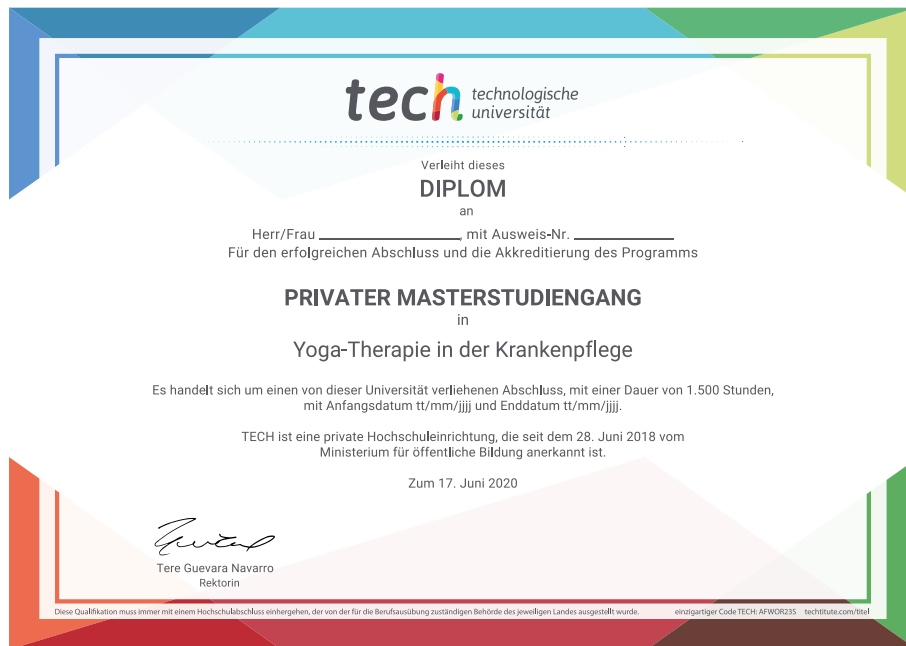 tech technologische
universität
Verleiht dieses
DIPLOM
an
Herr/Frau ____________________, mit Ausweis-Nr. ______________
Für den erfolgreichen Abschluss und die Akkreditierung des Programms
PRIVATER MASTERSTUDIENGANG
in
Yoga-Therapie in der Krankenpflege
Es handelt sich um einen von dieser Universität verliehenen Abschluss, mit einer Dauer von 1.500 Stunden,
mit Anfangsdatum tt/mm/jjjj und Enddatum tt/mm/jjjj.
TECH ist eine private Hochschuleinrichtung, die seit dem 28. Juni 2018 vom
Ministerium für öffentliche Bildung anerkannt ist.
Zum 17. Juni 2020
Tere Guevara Navarro
Rektorin
Diese Qualifikation muss immer mit einem Hochschulabschluss einhergehen, der von der für die Berufsausübung zuständigen Behörde des jeweiligen Landes ausgestellt wurde. einzigartiger Code TECH: AFWOR23S techtitute.com/titel